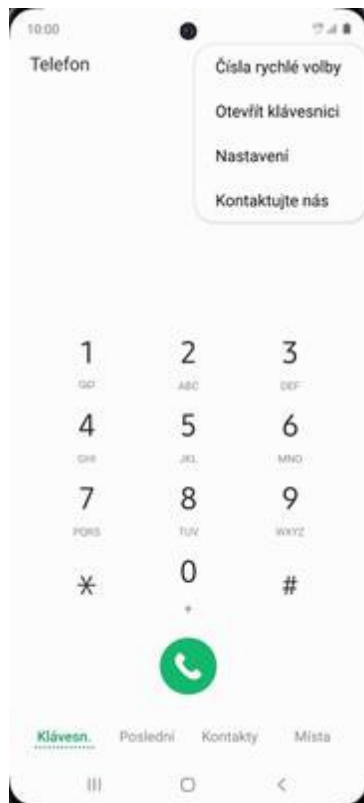 10:00
Telefon
Čísla rychlé volby
Otevřít klávesnici
Nastavení
Kontaktujte nás
1 2 3
ABC DEF
4 5 6
GHI JKL MNO
7 8 9
PQRS TUV WXYZ
* 0 #
+
Klávesn. Poslední Kontakty Místa